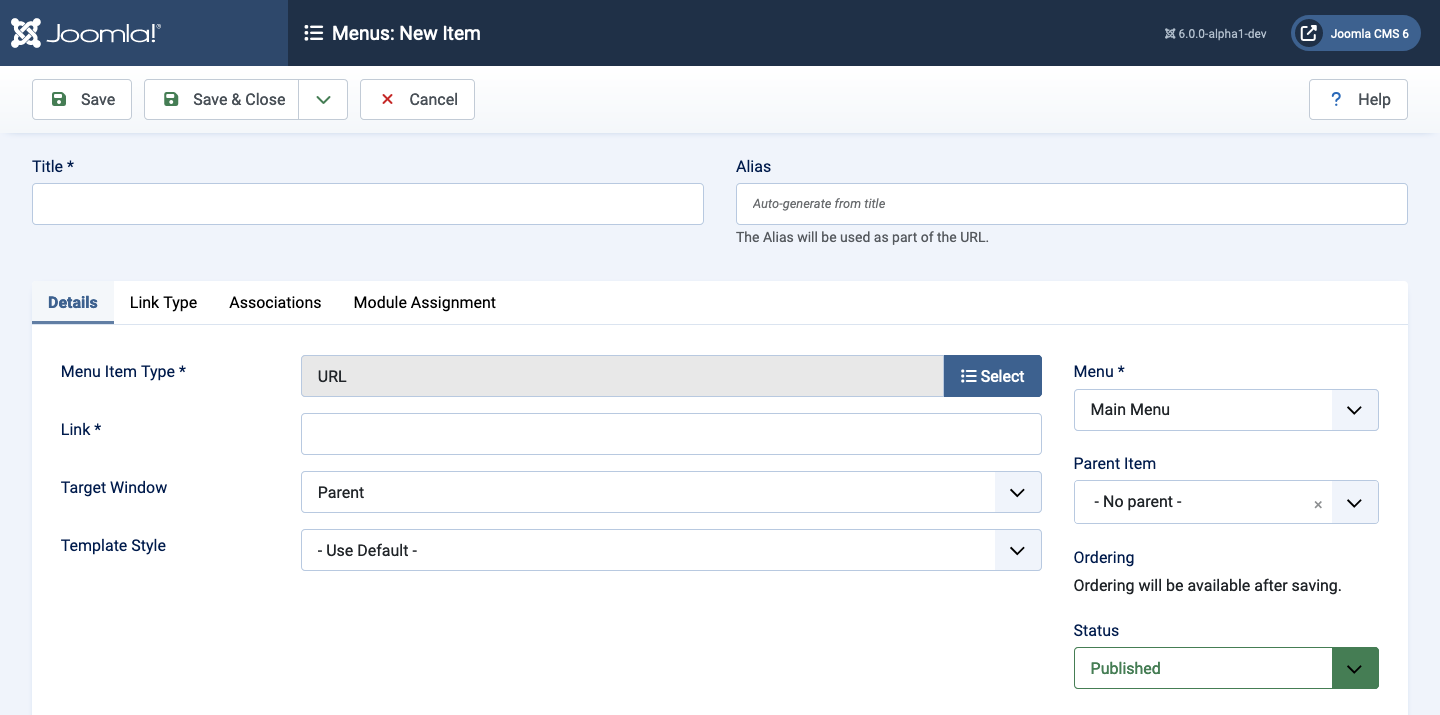 Joomla!®
Menus: New Item
6.0.0-alpha1-dev
Joomla CMS 6
Save
Save & Close
Cancel
? Help
Title *
Alias
Auto-generate from title
The Alias will be used as part of the URL.
Details
Link Type
Associations
Module Assignment
Menu Item Type *
URL
Select
Link *
Target Window
Parent
Template Style
- Use Default -
Menu *
Main Menu
Parent Item
- No parent - ×
Ordering
Ordering will be available after saving.
Status
Published